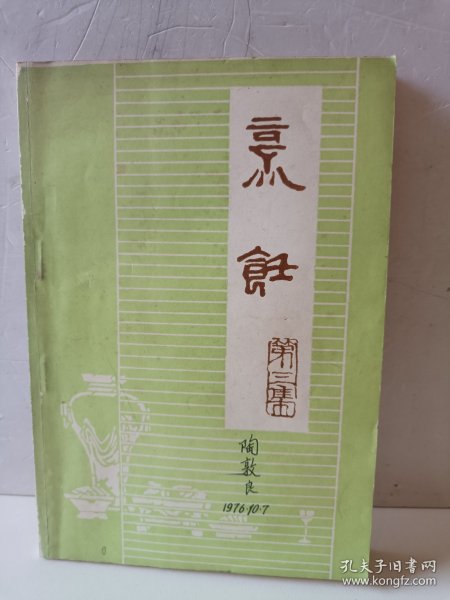 烹飪
第三集
陶敦良
1976.10.7
孔夫子旧书网
www.kongfz.com